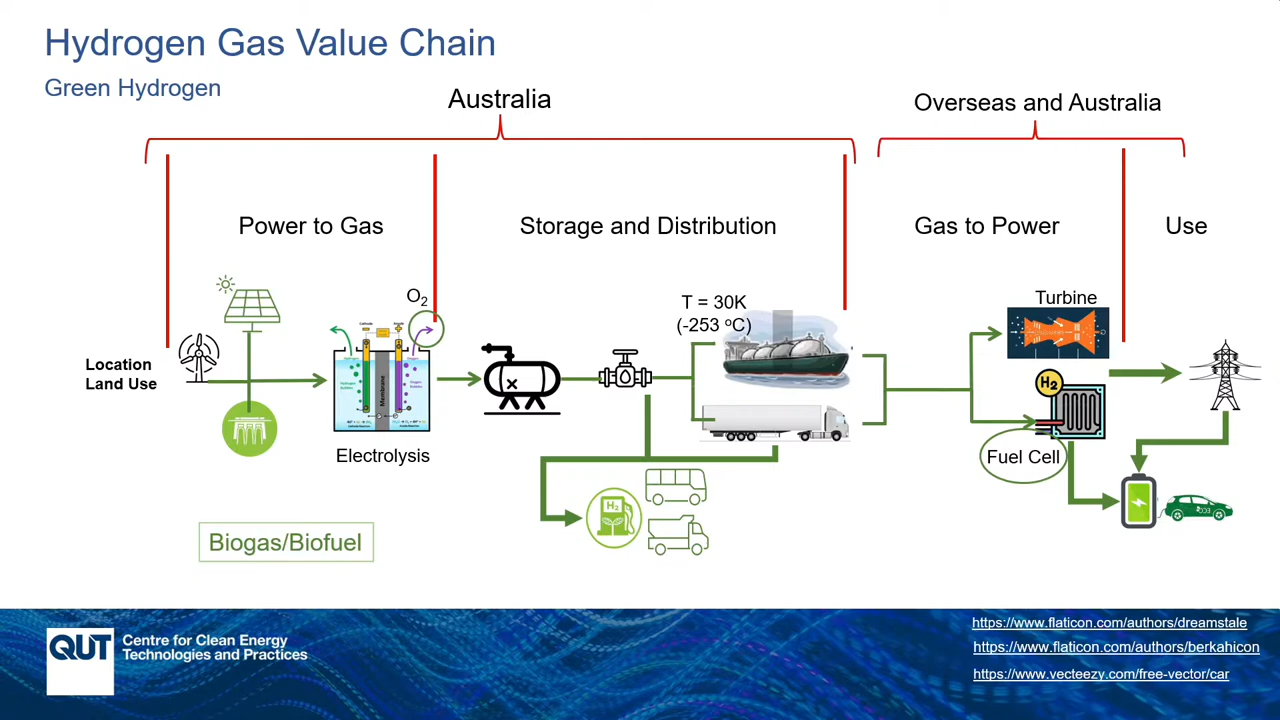 Hydrogen Gas Value Chain
Green Hydrogen
Australia
Overseas and Australia
Power to Gas
Storage and Distribution
Gas to Power
Use
O2
T = 30K
(-253 ºC)
Turbine
Location
Land Use
Membrane
H2
Electrolysis
Fuel Cell
H2
Biogas/Biofuel
QUT
Centre for Clean Energy
Technologies and Practices
https://www.flaticon.com/authors/dreamstale
https://www.flaticon.com/authors/berkahicon
https://www.vecteezy.com/free-vector/car